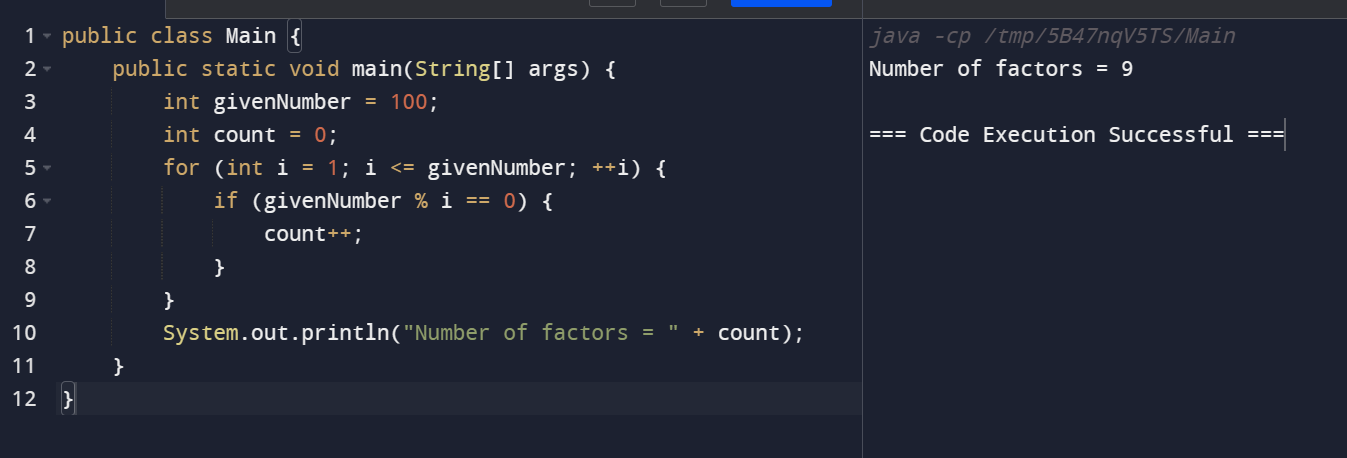 1 public class Main {
2     public static void main(String[] args) {
3         int givenNumber = 100;
4         int count = 0;
5         for (int i = 1; i <= givenNumber; ++i) {
6             if (givenNumber % i == 0) {
7                 count++;
8             }
9         }
10         System.out.println("Number of factors = " + count);
11     }
12 }
java -cp /tmp/5B47nqV5TS/Main
Number of factors = 9
=== Code Execution Successful ===